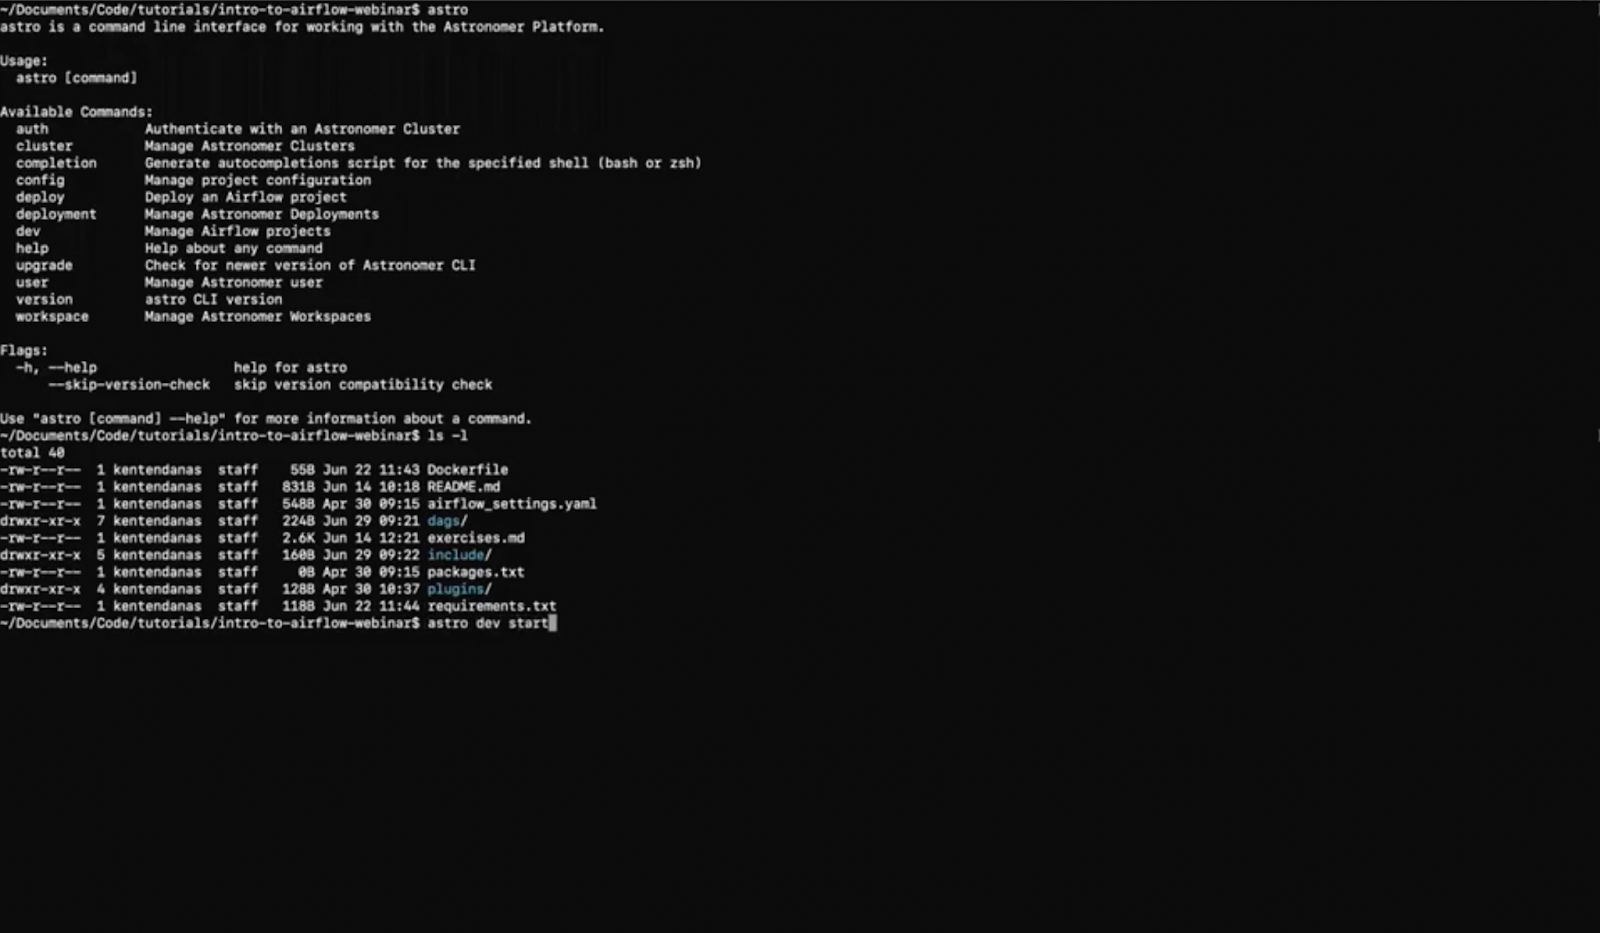 ~/Documents/Code/tutorials/intro-to-airflow-webinar$ astro
astro is a command line interface for working with the Astronomer Platform.
Usage:
astro [command]
Available Commands:
auth Authenticate with an Astronomer Cluster
cluster Manage Astronomer Clusters
completion Generate autocompletions script for the specified shell (bash or zsh)
config Manage project configuration
deploy Deploy an Airflow project
deployment Manage Astronomer Deployments
dev Manage Airflow projects
help Help about any command
upgrade Check for newer version of Astronomer CLI
user Manage Astronomer user
version astro CLI version
workspace Manage Astronomer Workspaces
Flags:
-h, --help help for astro
--skip-version-check skip version compatibility check
Use "astro [command] --help" for more information about a command.
~/Documents/Code/tutorials/intro-to-airflow-webinar$ ls -l
total 40
-rw-r--r-- 1 kentendanas staff 55B Jun 22 11:43 Dockerfile
-rw-r--r-- 1 kentendanas staff 831B Jun 14 10:18 README.md
-rw-r--r-- 1 kentendanas staff 548B Apr 30 09:15 airflow_settings.yaml
drwxr-xr-x 7 kentendanas staff 224B Jun 29 09:21 dags/
-rw-r--r-- 1 kentendanas staff 2.6K Jun 14 12:21 exercises.md
drwxr-xr-x 5 kentendanas staff 160B Jun 29 09:22 include/
-rw-r--r-- 1 kentendanas staff 0B Apr 30 09:15 packages.txt
drwxr-xr-x 4 kentendanas staff 128B Apr 30 10:37 plugins/
-rw-r--r-- 1 kentendanas staff 118B Jun 22 11:44 requirements.txt
~/Documents/Code/tutorials/intro-to-airflow-webinar$ astro dev start